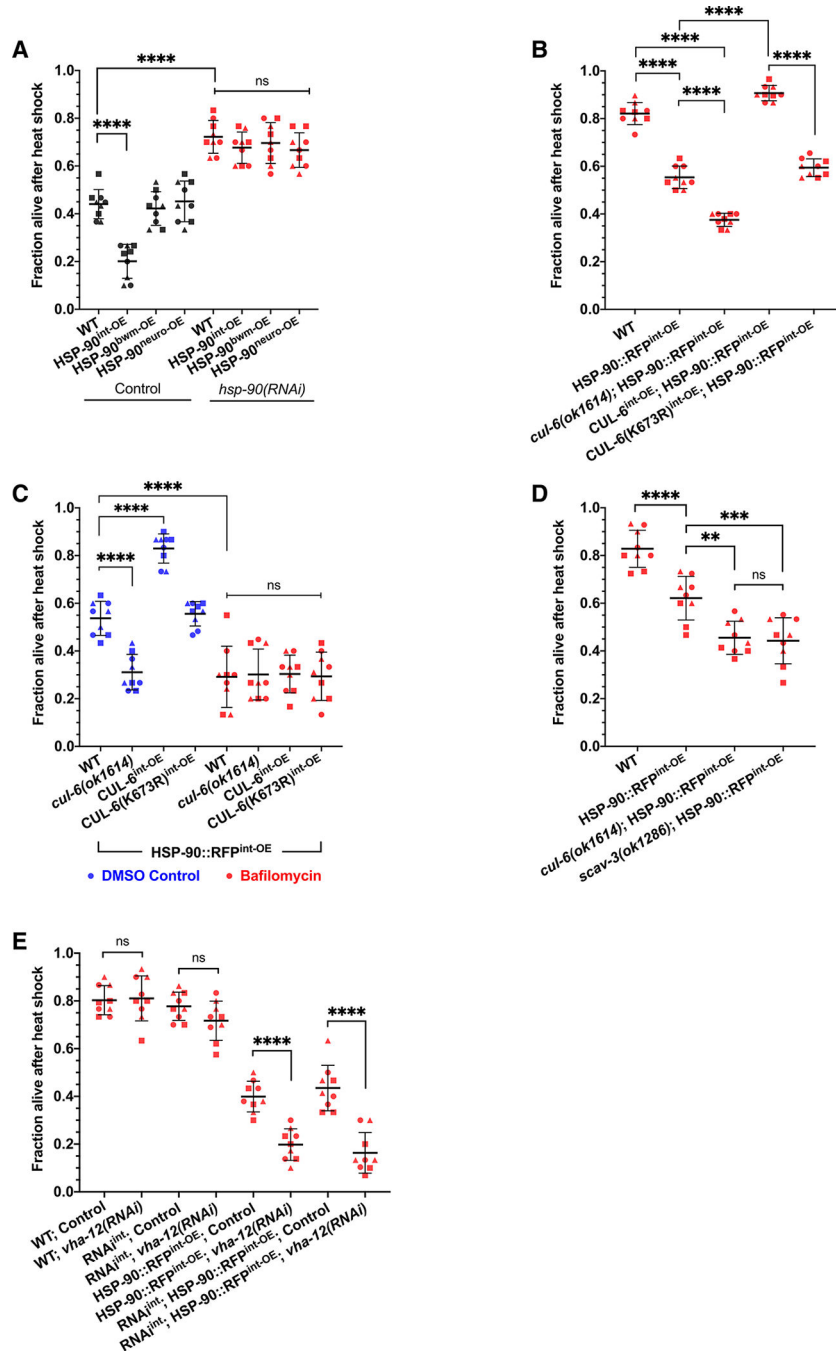 A
Fraction alive after heat shock
1.0
0.8
0.6
0.4
0.2
0.0
****
****
ns
WT
HSP-90int-OE
HSP-90bwm-OE
HSP-90neuro-OE
WT
HSP-90int-OE
HSP-90bwm-OE
HSP-90neuro-OE
Control
hsp-90(RNAi)
B
Fraction alive after heat shock
1.0
0.8
0.6
0.4
0.2
0.0
****
****
****
****
****
WT
HSP-90::RFPint-OE
cul-6(ok1614); HSP-90::RFPint-OE
CUL-6int-OE; HSP-90::RFPint-OE
CUL-6(K673R)int-OE; HSP-90::RFPint-OE
C
Fraction alive after heat shock
1.0
0.8
0.6
0.4
0.2
0.0
****
****
****
ns
WT
cul-6(ok1614)
CUL-6int-OE
CUL-6(K673R)int-OE
WT
cul-6(ok1614)
CUL-6int-OE
CUL-6(K673R)int-OE
HSP-90::RFPint-OE
DMSO Control
Bafilomycin
D
Fraction alive after heat shock
1.0
0.8
0.6
0.4
0.2
0.0
****
***
**
ns
WT
HSP-90::RFPint-OE
cul-6(ok1614); HSP-90::RFPint-OE
scav-3(ok1286); HSP-90::RFPint-OE
E
Fraction alive after heat shock
1.0
0.8
0.6
0.4
0.2
0.0
ns
ns
****
****
WT; Control
WT; vha-12(RNAi)
RNAiint; Control
RNAiint; vha-12(RNAi)
HSP-90::RFPint-OE; Control
HSP-90::RFPint-OE; vha-12(RNAi)
RNAiint; HSP-90::RFPint-OE; Control
RNAiint; HSP-90::RFPint-OE; vha-12(RNAi)